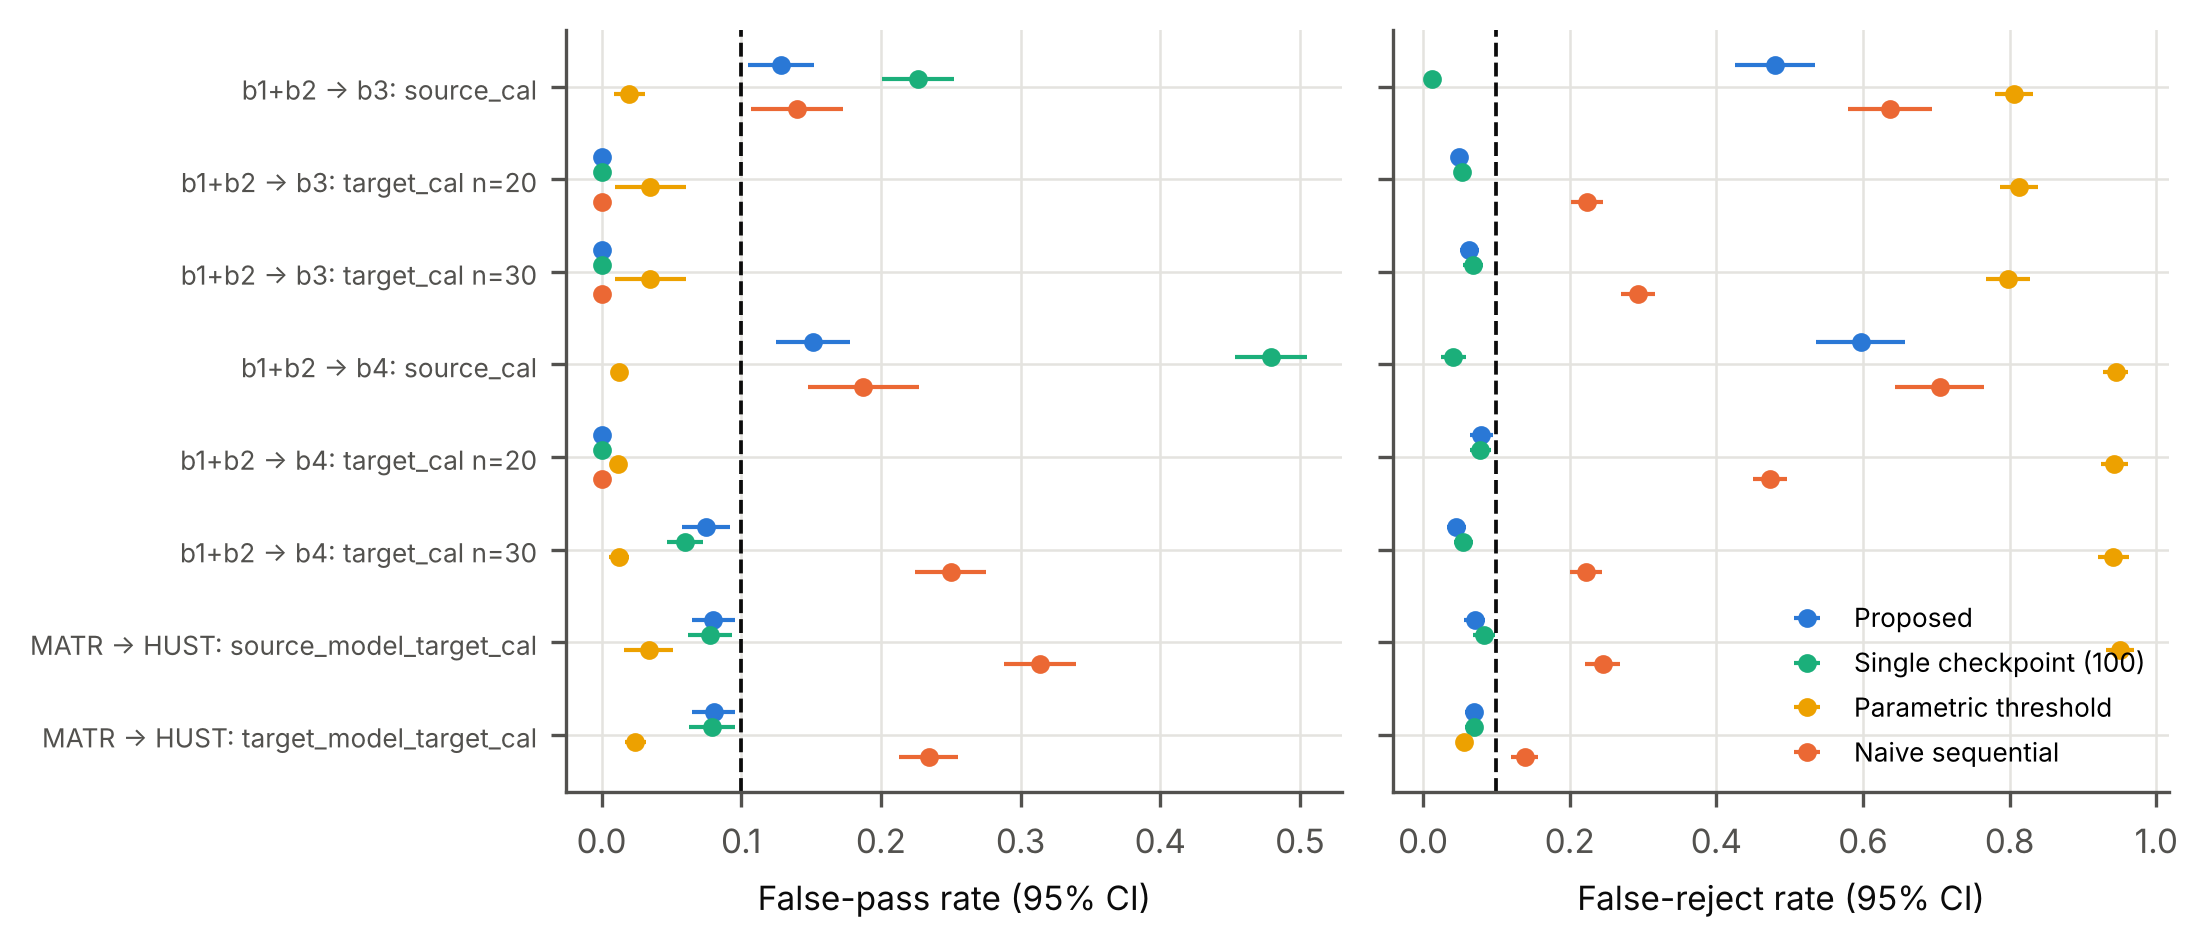 b1+b2 → b3: source_cal
b1+b2 → b3: target_cal n=20
b1+b2 → b3: target_cal n=30
b1+b2 → b4: source_cal
b1+b2 → b4: target_cal n=20
b1+b2 → b4: target_cal n=30
MATR → HUST: source_model_target_cal
MATR → HUST: target_model_target_cal
0.0 0.1 0.2 0.3 0.4 0.5
False-pass rate (95% CI)
Proposed
Single checkpoint (100)
Parametric threshold
Naive sequential
0.0 0.2 0.4 0.6 0.8 1.0
False-reject rate (95% CI)